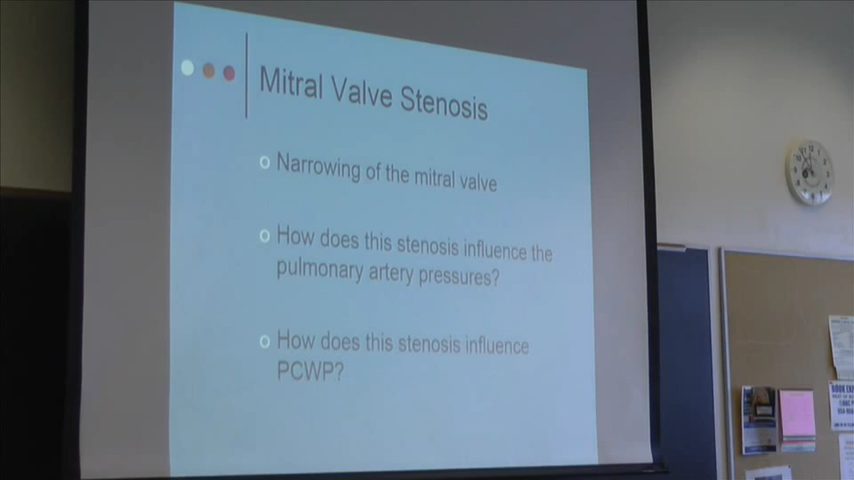 Mitral Valve Stenosis
Narrowing of the mitral valve
How does this stenosis influence the
pulmonary artery pressures?
How does this stenosis influence
PCWP?